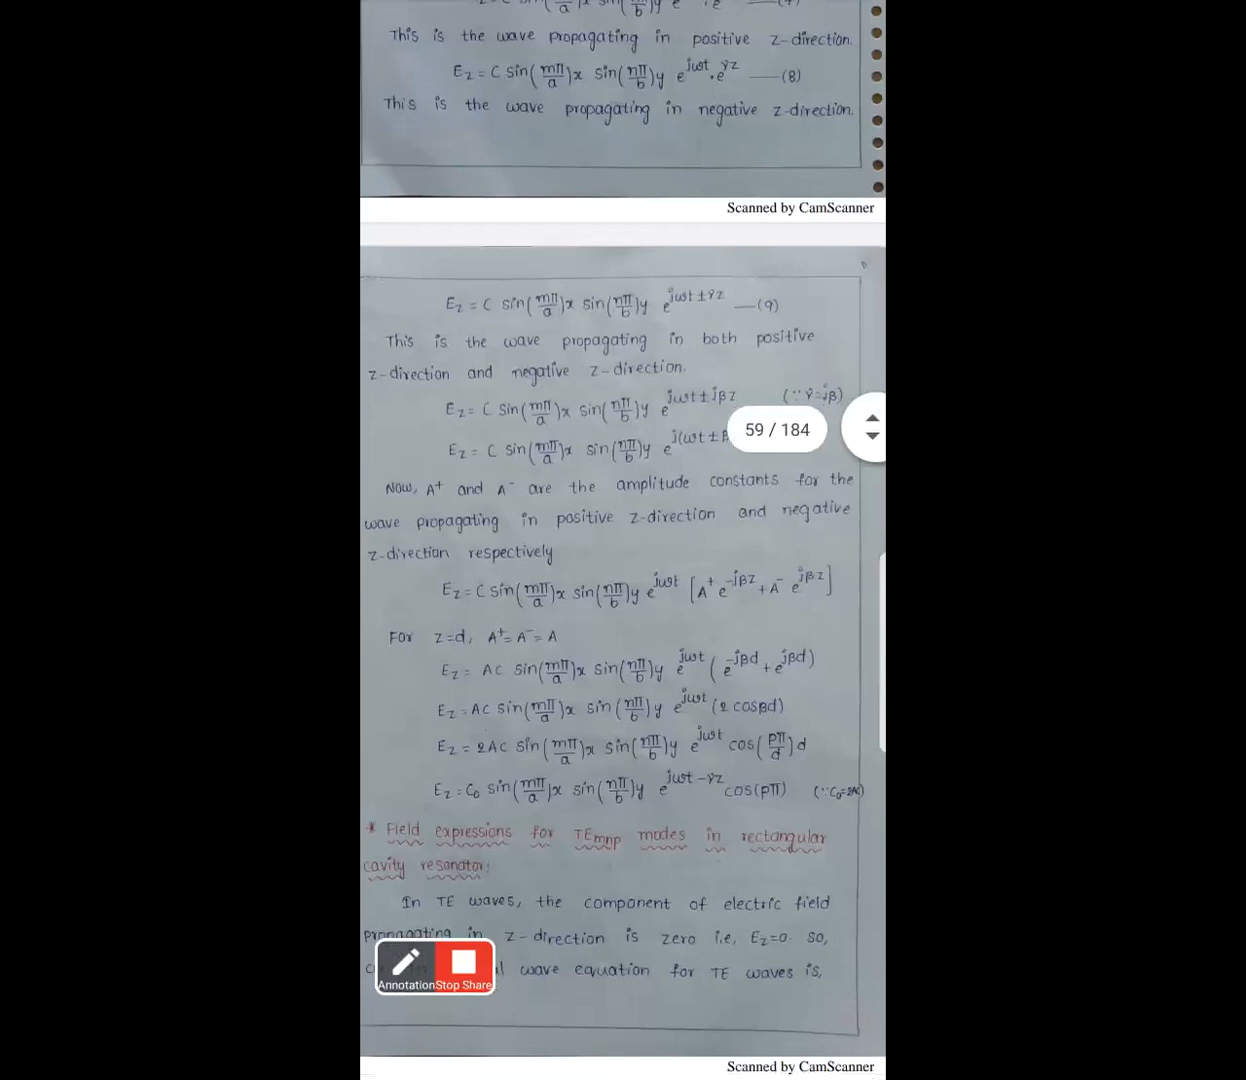 This is the wave propagating in positive z-direction.
Ez = C sin(mπ/a)x sin(nπ/b)y e^jωt . e^γz —(8)
This is the wave propagating in negative z-direction.
Scanned by CamScanner
Ez = C sin(mπ/a)x sin(nπ/b)y e^jωt ± γz —(9)
This is the wave propagating in both positive
z-direction and negative z-direction.
Ez = C sin(mπ/a)x sin(nπ/b)y e^jωt ± jβz (∵ γ=jβ)
59 / 184
Ez = C sin(mπ/a)x sin(nπ/b)y e^j(ωt ±
Now, A⁺ and A⁻ are the amplitude constants for the
wave propagating in positive z-direction and negative
z-direction respectively
Ez = C sin(mπ/a)x sin(nπ/b)y e^jωt [A⁺ e^-jβz + A⁻ e^jβz]
For z=d, A⁺= A⁻= A
Ez = AC sin(mπ/a)x sin(nπ/b)y e^jωt (e^-jβd + e^jβd)
Ez = AC sin(mπ/a)x sin(nπ/b)y e^jωt (2 cosβd)
Ez = 2AC sin(mπ/a)x sin(nπ/b)y e^jωt cos(pπ/d)d
Ez = C₀ sin(mπ/a)x sin(nπ/b)y e^jωt - γz cos(pπ) (∵ C₀=2AC)
* Field expressions for TEmnp modes in rectangular
cavity resonator:
In TE waves, the component of electric field
propagating in z-direction is zero i.e, Ez=0. so,
wave equation for TE waves is,
Annotation Stop Share
Scanned by CamScanner